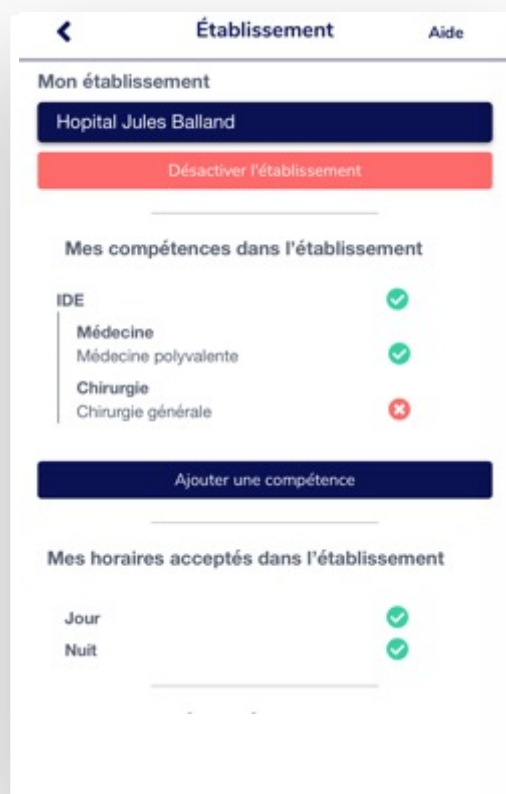 Établissement Aide
Mon établissement
Hopital Jules Balland
Désactiver l'établissement
Mes compétences dans l'établissement
IDE
Médecine
Médecine polyvalente
Chirurgie
Chirurgie générale
Ajouter une compétence
Mes horaires acceptés dans l'établissement
Jour
Nuit